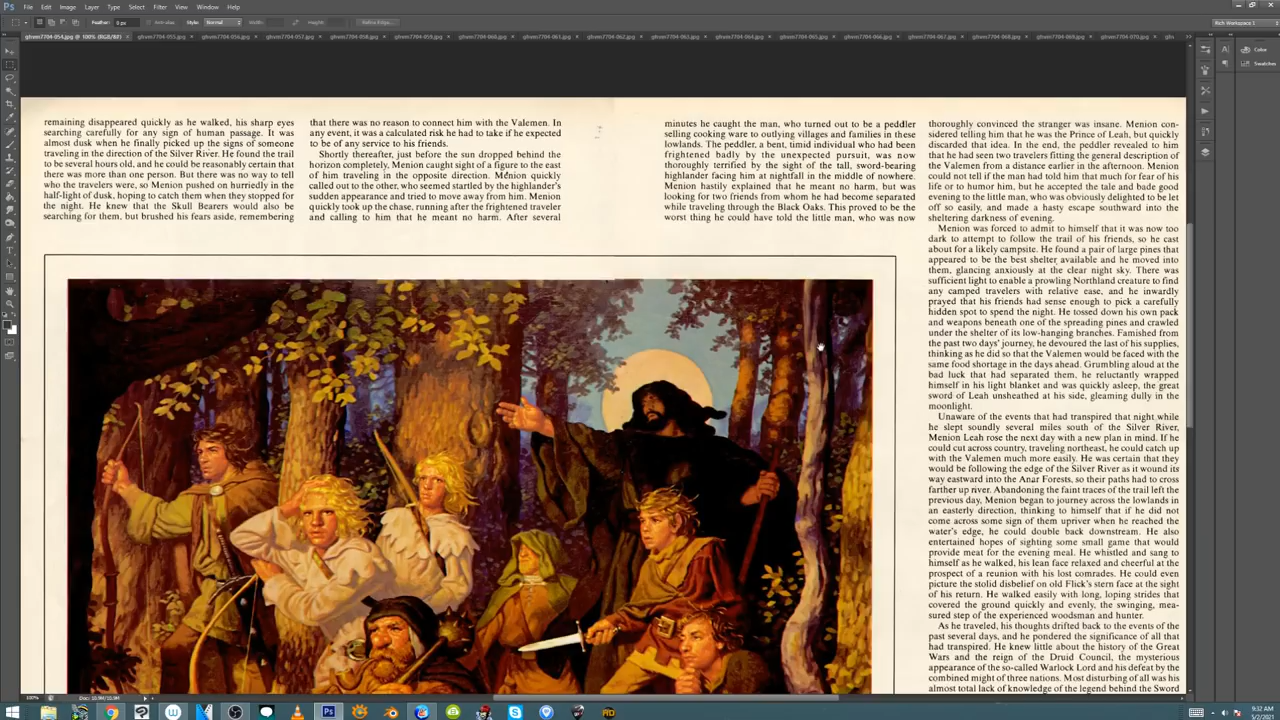 File Edit Image Layer Type Select Filter View Window Help
Feather: 0 px Anti-alias Style: Normal Width: Height: Refine Edge...
Rich Workspace 1
ghvm7704-054.jpg @ 100% (RGB/8#)
Color
Swatches
remaining disappeared quickly as he walked, his sharp eyes
searching carefully for any sign of human passage. It was
almost dusk when he finally picked up the signs of someone
traveling in the direction of the Silver River. He found the trail
to be several hours old, and he could be reasonably certain that
there was more than one person. But there was no way to tell
who the travelers were, so Menion pushed on hurriedly in the
half-light of dusk, hoping to catch them when they stopped for
the night. He knew that the Skull Bearers would also be
searching for them, but brushed his fears aside, remembering
that there was no reason to connect him with the Valemen. In
any event, it was a calculated risk he had to take if he expected
to be of any service to his friends.
Shortly thereafter, just before the sun dropped behind the
horizon completely, Menion caught sight of a figure to the east
of him traveling in the opposite direction. Menion quickly
called out to the other, who seemed startled by the highlander's
sudden appearance and tried to move away from him. Menion
quickly took up the chase, running after the frightened traveler
and calling to him that he meant no harm. After several
minutes he caught the man, who turned out to be a peddler
selling cooking ware to outlying villages and families in these
lowlands. The peddler, a bent, timid individual who had been
frightened badly by the unexpected pursuit, was now
thoroughly terrified by the sight of the tall, sword-bearing
highlander facing him at nightfall in the middle of nowhere.
Menion hastily explained that he meant no harm, but was
looking for two friends from whom he had become separated
while traveling through the Black Oaks. This proved to be the
worst thing he could have told the little man, who was now
thoroughly convinced the stranger was insane. Menion con-
sidered telling him that he was the Prince of Leah, but quickly
discarded that idea. In the end, the peddler revealed to him
that he had seen two travelers fitting the general description of
the Valemen from a distance earlier in the afternoon. Menion
could not tell if the man had told him that much for fear of his
life or to humor him, but he accepted the tale and bade good
evening to the little man, who was obviously delighted to be let
off so easily, and made a hasty escape southward into the
sheltering darkness of evening.
Menion was forced to admit to himself that it was now too
dark to attempt to follow the trail of his friends, so he cast
about for a likely campsite. He found a pair of large pines that
appeared to be the best shelter available and he moved into
them, glancing anxiously at the clear night sky. There was
sufficient light to enable a prowling Northland creature to find
any camped travelers with relative ease, and he inwardly
prayed that his friends had sense enough to pick a carefully
hidden spot to spend the night. He tossed down his own pack
and weapons beneath one of the spreading pines and crawled
under the shelter of its low-hanging branches. Famished from
the past two days' journey, he devoured the last of his supplies,
thinking as he did so that the Valemen would be faced with the
same food shortage in the days ahead. Grumbling aloud at the
bad luck that had separated them, he reluctantly wrapped
himself in his light blanket and was quickly asleep, the great
sword of Leah unsheathed at his side, gleaming dully in the
moonlight.
Unaware of the events that had transpired that night while
he slept soundly several miles south of the Silver River,
Menion Leah rose the next day with a new plan in mind. If he
could cut across country, traveling northeast, he could catch up
with the Valemen much more easily. He was certain that they
would be following the edge of the Silver River as it wound its
way eastward into the Anar Forests, so their paths had to cross
farther up river. Abandoning the faint traces of the trail left the
previous day, Menion began to journey across the lowlands in
an easterly direction, thinking to himself that if he did not
come across some sign of them upriver when he reached the
water's edge, he could double back downstream. He also
entertained hopes of sighting some small game that would
provide meat for the evening meal. He whistled and sang to
himself as he walked, his lean face relaxed and cheerful at the
prospect of a reunion with his lost comrades. He could even
picture the stolid disbelief on old Flick's stern face at the sight
of his return. He walked easily with long, loping strides that
covered the ground quickly and evenly, the swinging, mea-
sured step of the experienced woodsman and hunter.
As he traveled, his thoughts drifted back to the events of the
past several days, and he pondered the significance of all that
had transpired. He knew little about the history of the Great
Wars and the reign of the Druid Council, the mysterious
appearance of the so-called Warlock Lord and his defeat by the
combined might of three nations. Most disturbing of all was his
almost total lack of knowledge of the legend behind the Sword
100%
9:32 AM
5/2/2021